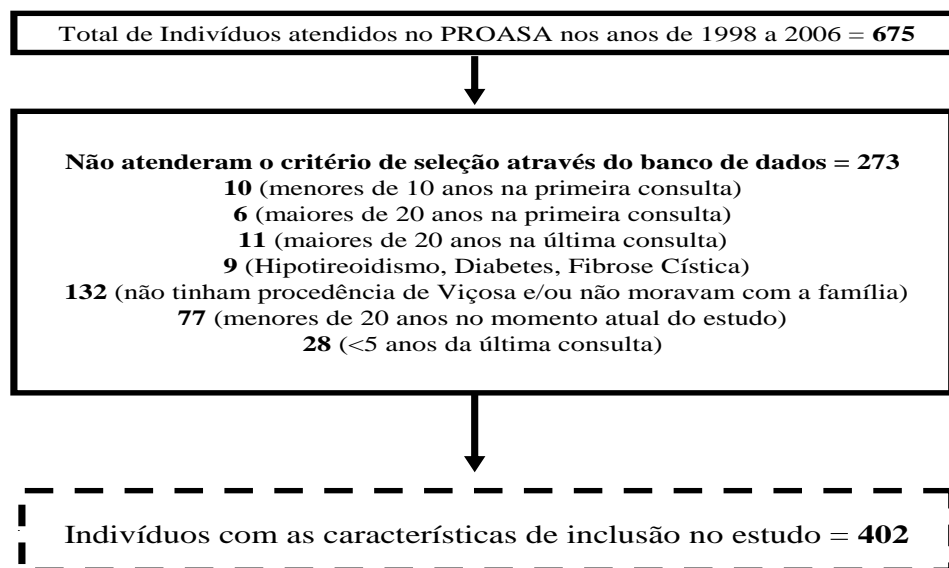 Total de Indivíduos atendidos no PROASA nos anos de 1998 a 2006 = 675
Não atenderam o critério de seleção através do banco de dados = 273
10 (menores de 10 anos na primeira consulta)
6 (maiores de 20 anos na primeira consulta)
11 (maiores de 20 anos na última consulta)
9 (Hipotireoidismo, Diabetes, Fibrose Cística)
132 (não tinham procedência de Viçosa e/ou não moravam com a família)
77 (menores de 20 anos no momento atual do estudo)
28 (<5 anos da última consulta)
Indivíduos com as características de inclusão no estudo = 402